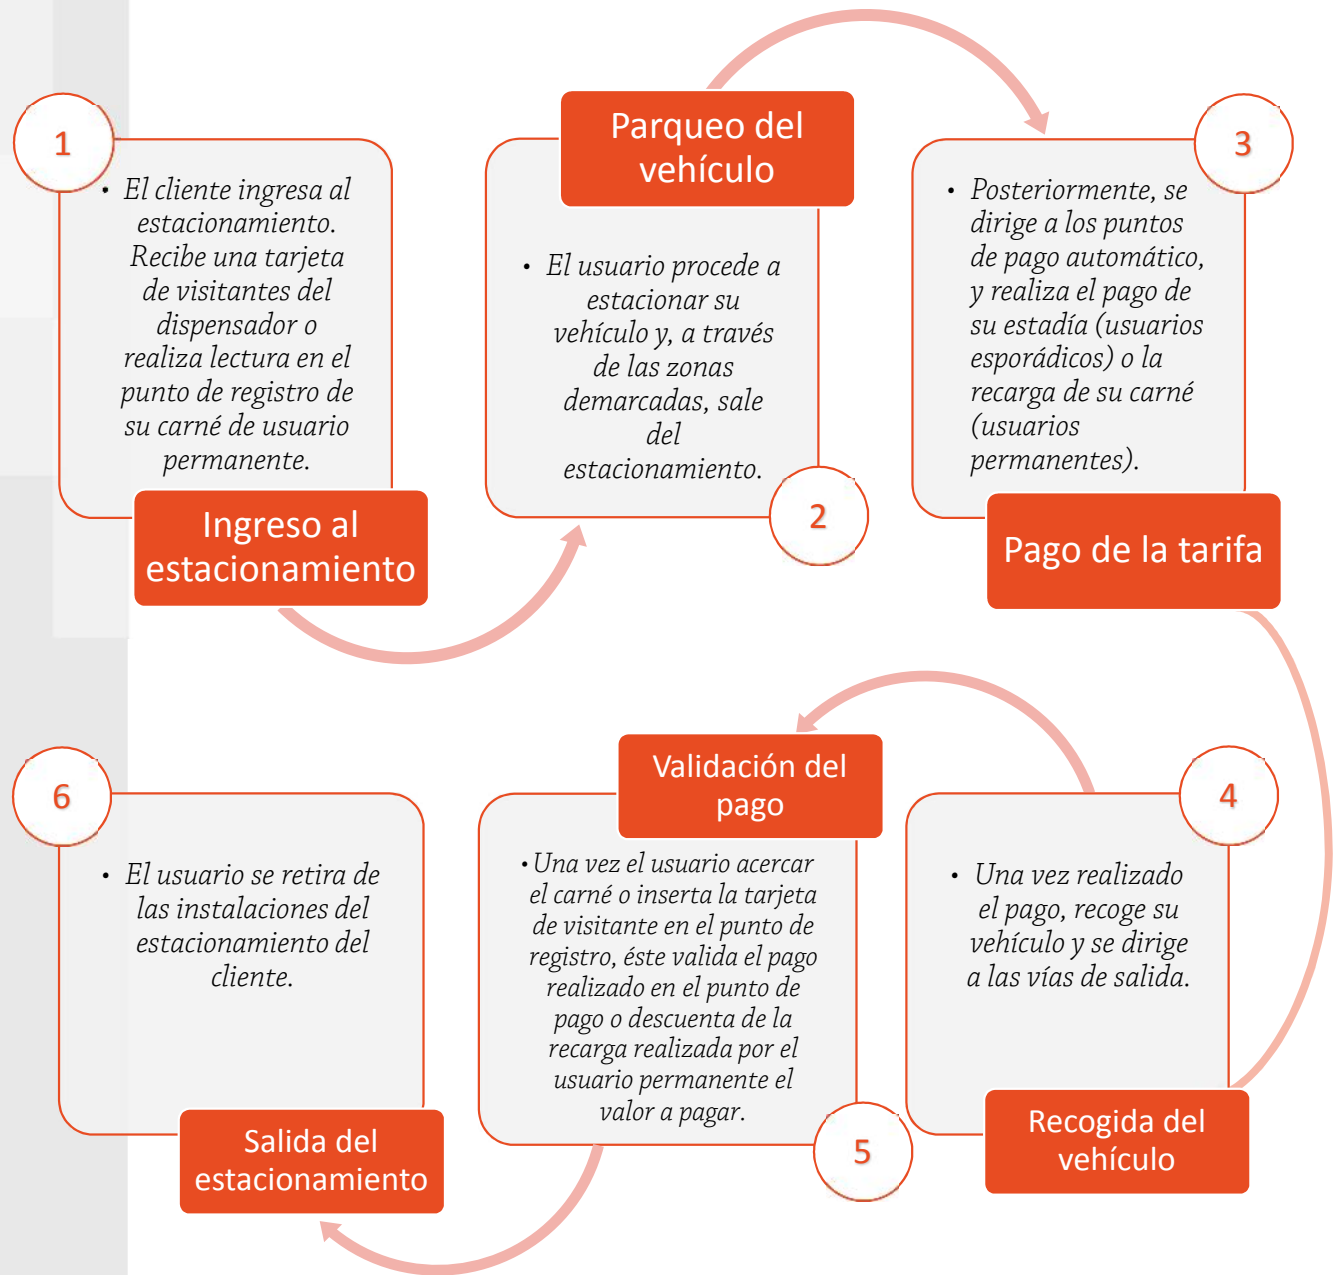 1
• El cliente ingresa al
estacionamiento.
Recibe una tarjeta
de visitantes del
dispensador o
realiza lectura en el
punto de registro de
su carné de usuario
permanente.
Ingreso al
estacionamiento
Parqueo del
vehículo
• El usuario procede a
estacionar su
vehículo y, a través
de las zonas
demarcadas, sale
del
estacionamiento.
2
3
• Posteriormente, se
dirige a los puntos
de pago automático,
y realiza el pago de
su estadía (usuarios
esporádicos) o la
recarga de su carné
(usuarios
permanentes).
Pago de la tarifa
4
• Una vez realizado
el pago, recoge su
vehículo y se dirige
a las vías de salida.
Recogida del
vehículo
Validación del
pago
• Una vez el usuario acercar
el carné o inserta la tarjeta
de visitante en el punto de
registro, éste valida el pago
realizado en el punto de
pago o descuenta de la
recarga realizada por el
usuario permanente el
valor a pagar.
5
6
• El usuario se retira de
las instalaciones del
estacionamiento del
cliente.
Salida del
estacionamiento